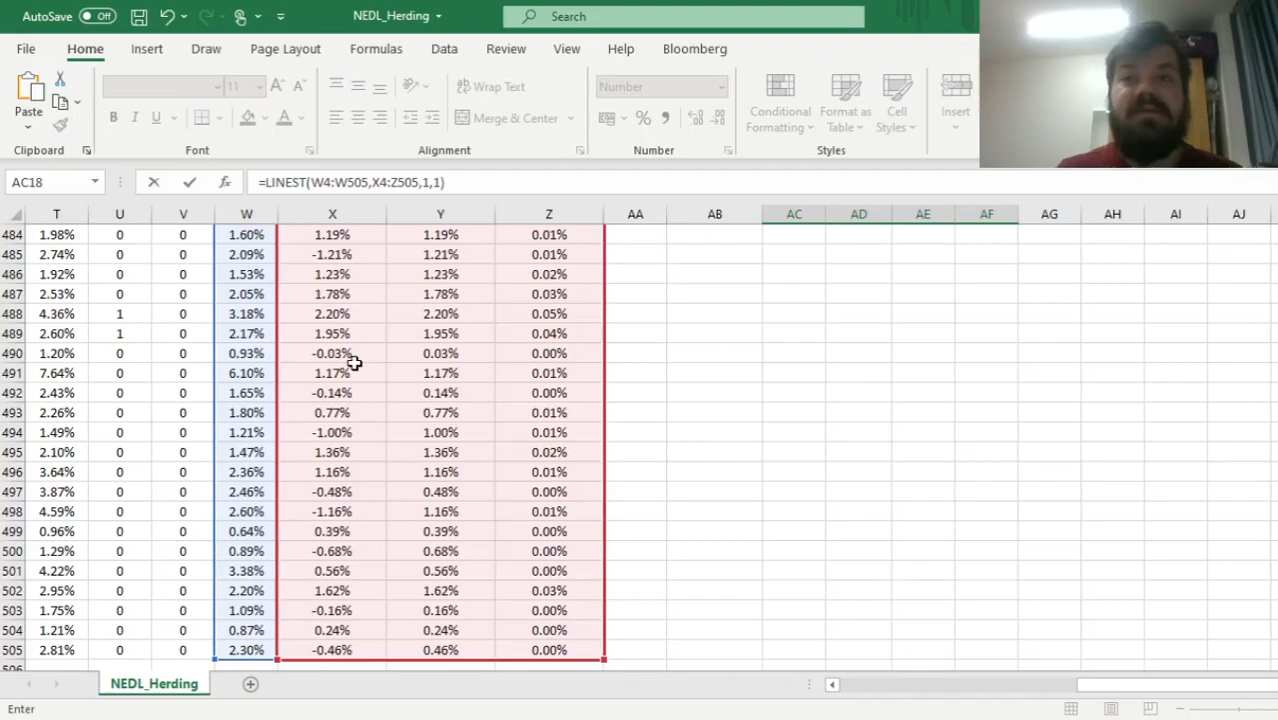 AutoSave Off NEDL_Herding Search
File Home Insert Draw Page Layout Formulas Data Review View Help Bloomberg
Paste 11 A A Wrap Text Number Conditional Formatting Format as Table Cell Styles Insert
B I U A Merge & Center % 
Clipboard Font Alignment Number Styles
AC18 fx =LINEST(W4:W505,X4:Z505,1,1)
T U V W X Y Z AA AB AC AD AE AF AG AH AI AJ
484 1.98% 0 0 1.60% 1.19% 1.19% 0.01%
485 2.74% 0 0 2.09% -1.21% 1.21% 0.01%
486 1.92% 0 0 1.53% 1.23% 1.23% 0.02%
487 2.53% 0 0 2.05% 1.78% 1.78% 0.03%
488 4.36% 1 0 3.18% 2.20% 2.20% 0.05%
489 2.60% 1 0 2.17% 1.95% 1.95% 0.04%
490 1.20% 0 0 0.93% -0.03% 0.03% 0.00%
491 7.64% 0 0 6.10% 1.17% 1.17% 0.01%
492 2.43% 0 0 1.65% -0.14% 0.14% 0.00%
493 2.26% 0 0 1.80% 0.77% 0.77% 0.01%
494 1.49% 0 0 1.21% -1.00% 1.00% 0.01%
495 2.10% 0 0 1.47% 1.36% 1.36% 0.02%
496 3.64% 0 0 2.36% 1.16% 1.16% 0.01%
497 3.87% 0 0 2.46% -0.48% 0.48% 0.00%
498 4.59% 0 0 2.60% -1.16% 1.16% 0.01%
499 0.96% 0 0 0.64% 0.39% 0.39% 0.00%
500 1.29% 0 0 0.89% -0.68% 0.68% 0.00%
501 4.22% 0 0 3.38% 0.56% 0.56% 0.00%
502 2.95% 0 0 2.20% 1.62% 1.62% 0.03%
503 1.75% 0 0 1.09% -0.16% 0.16% 0.00%
504 1.21% 0 0 0.87% 0.24% 0.24% 0.00%
505 2.81% 0 0 2.30% -0.46% 0.46% 0.00%
NEDL_Herding
Enter